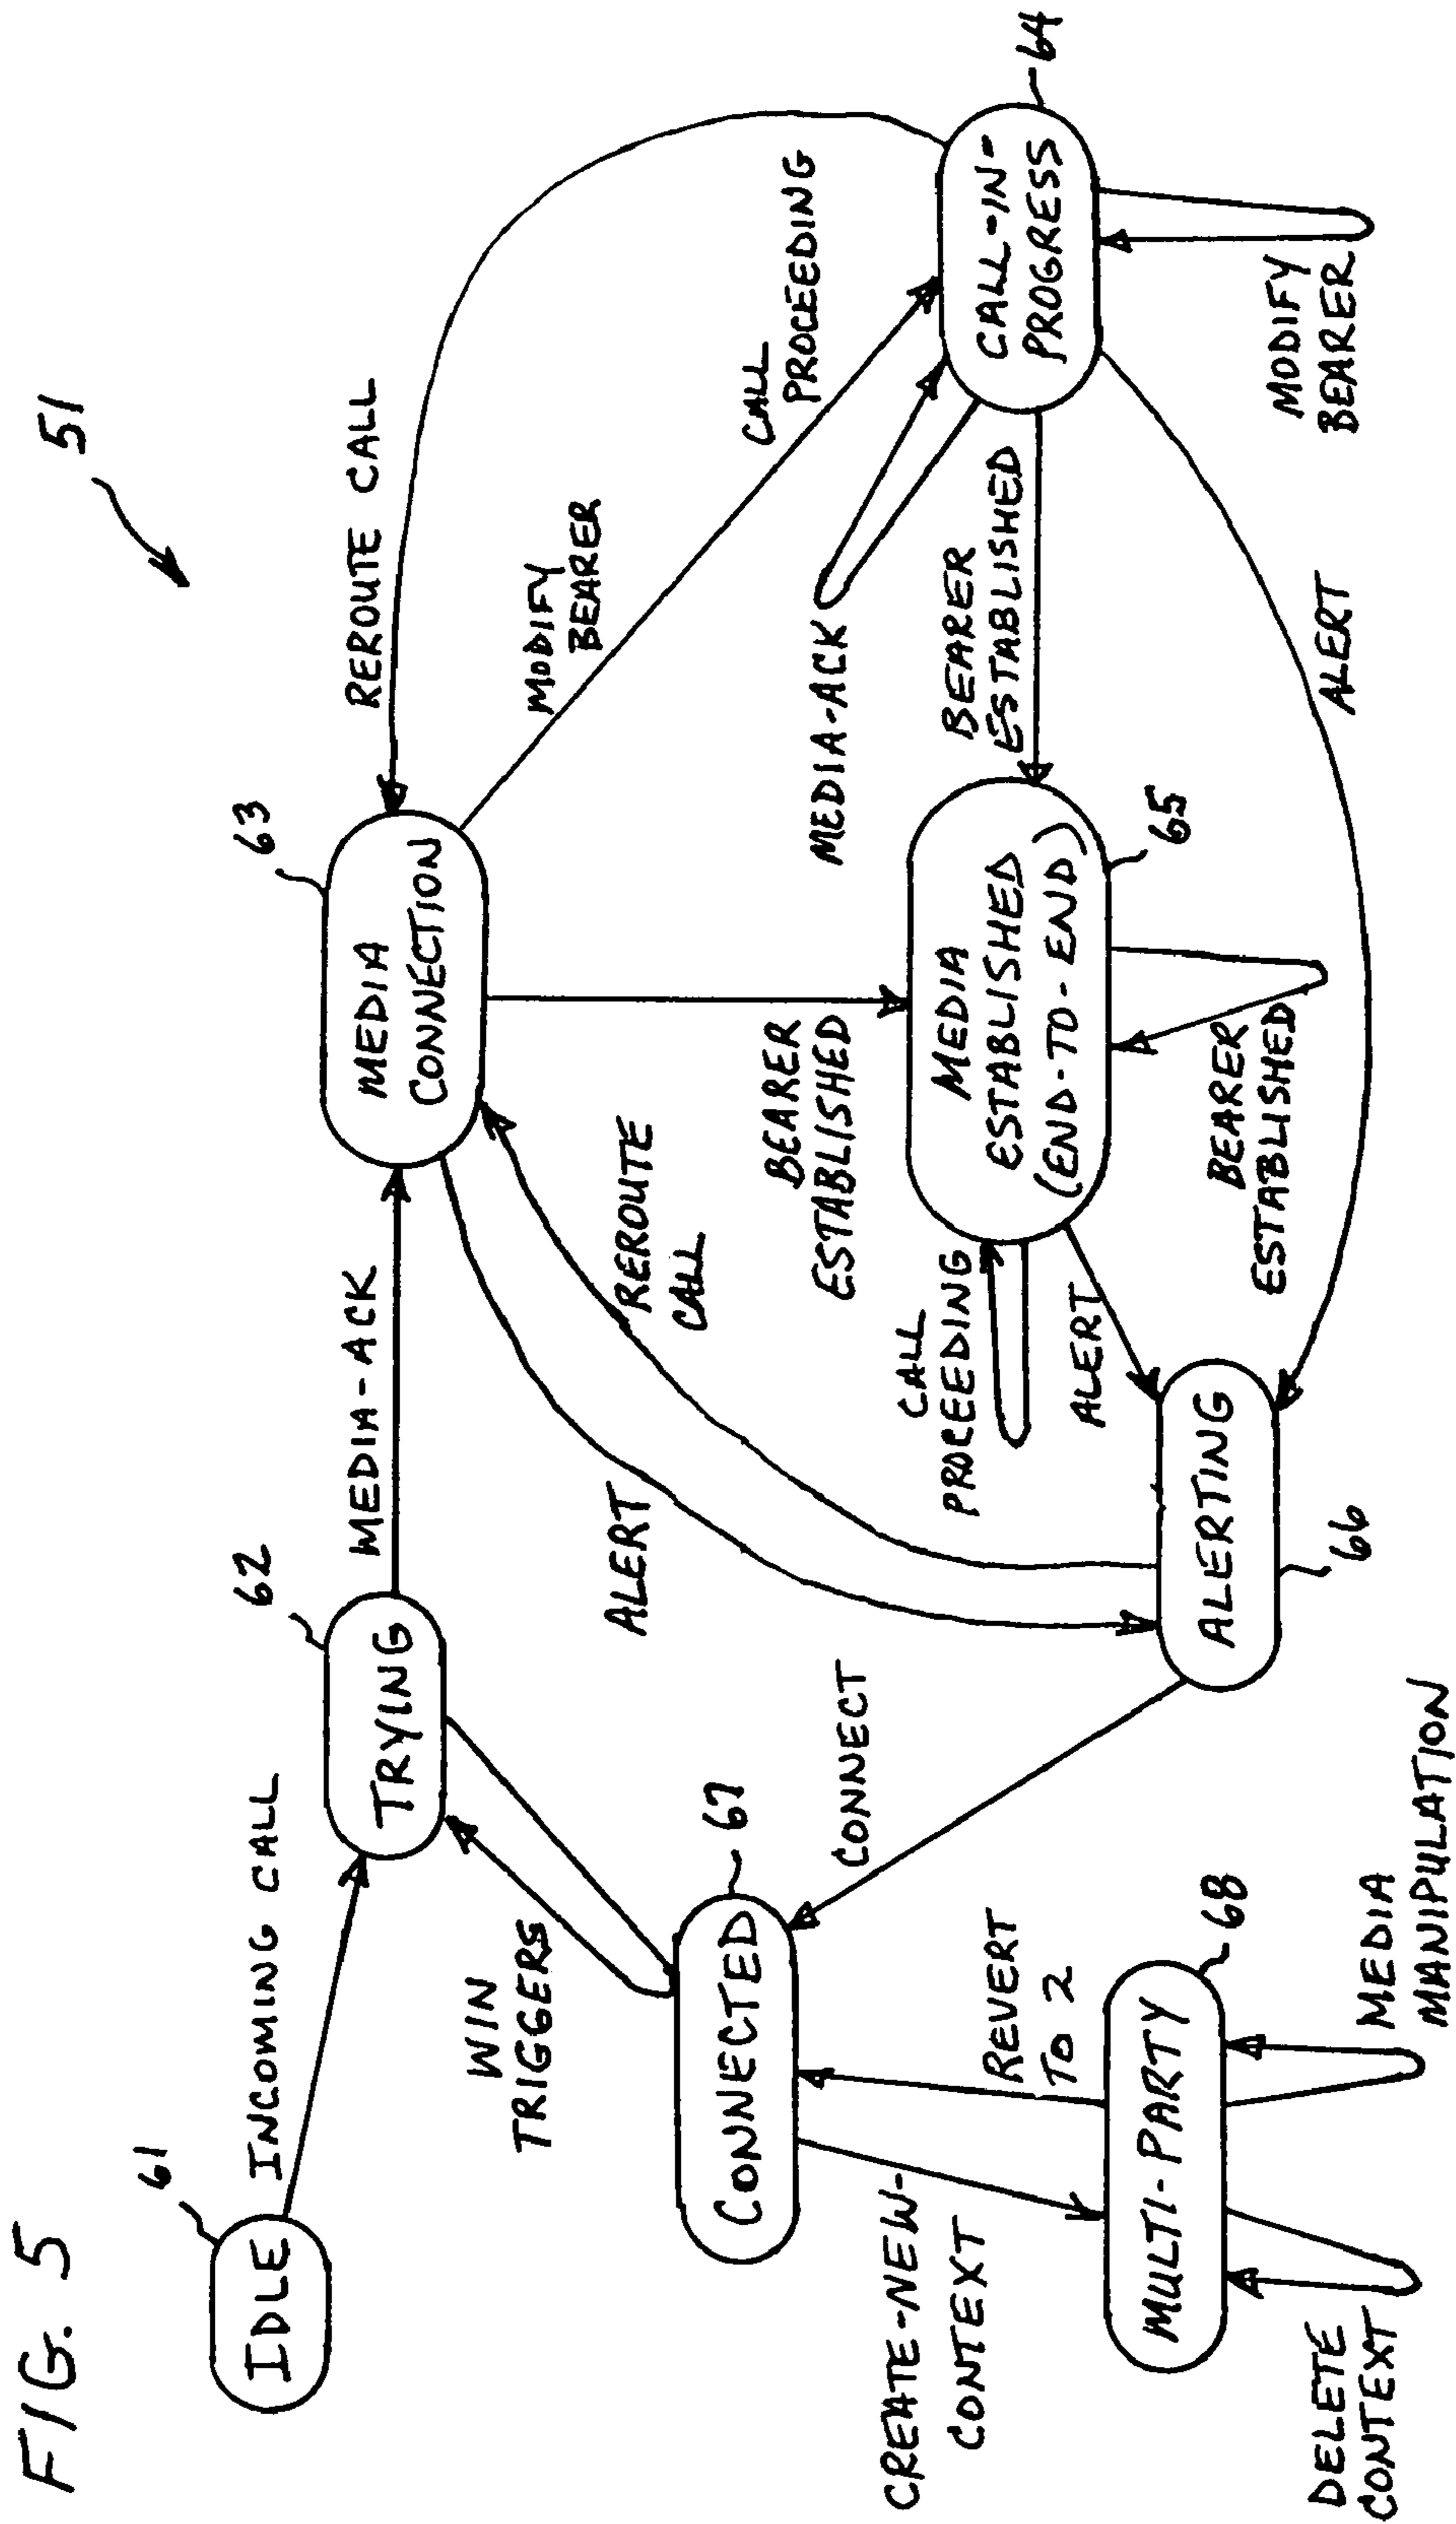 FIG. 5
51
61
IDLE
INCOMING CALL
62
TRYING
MEDIA-ACK
63
MEDIA
CONNECTION
REROUTE CALL
WIN
TRIGGERS
ALERT
REROUTE
CALL
MODIFY
BEARER
CALL
PROCEEDING
67
CONNECTED
CONNECT
BEARER
ESTABLISHED
MEDIA-ACK
64
CALL-IN-
PROGRESS
CREATE-NEW-
CONTEXT
REVERT
TO 2
CALL
PROCEEDING
ALERT
MEDIA
ESTABLISHED
(END-TO-END)
65
BEARER
ESTABLISHED
68
MULTI-PARTY
ALERTING
66
BEARER
ESTABLISHED
ALERT
MODIFY
BEARER
DELETE
CONTEXT
MEDIA
MANIPULATION